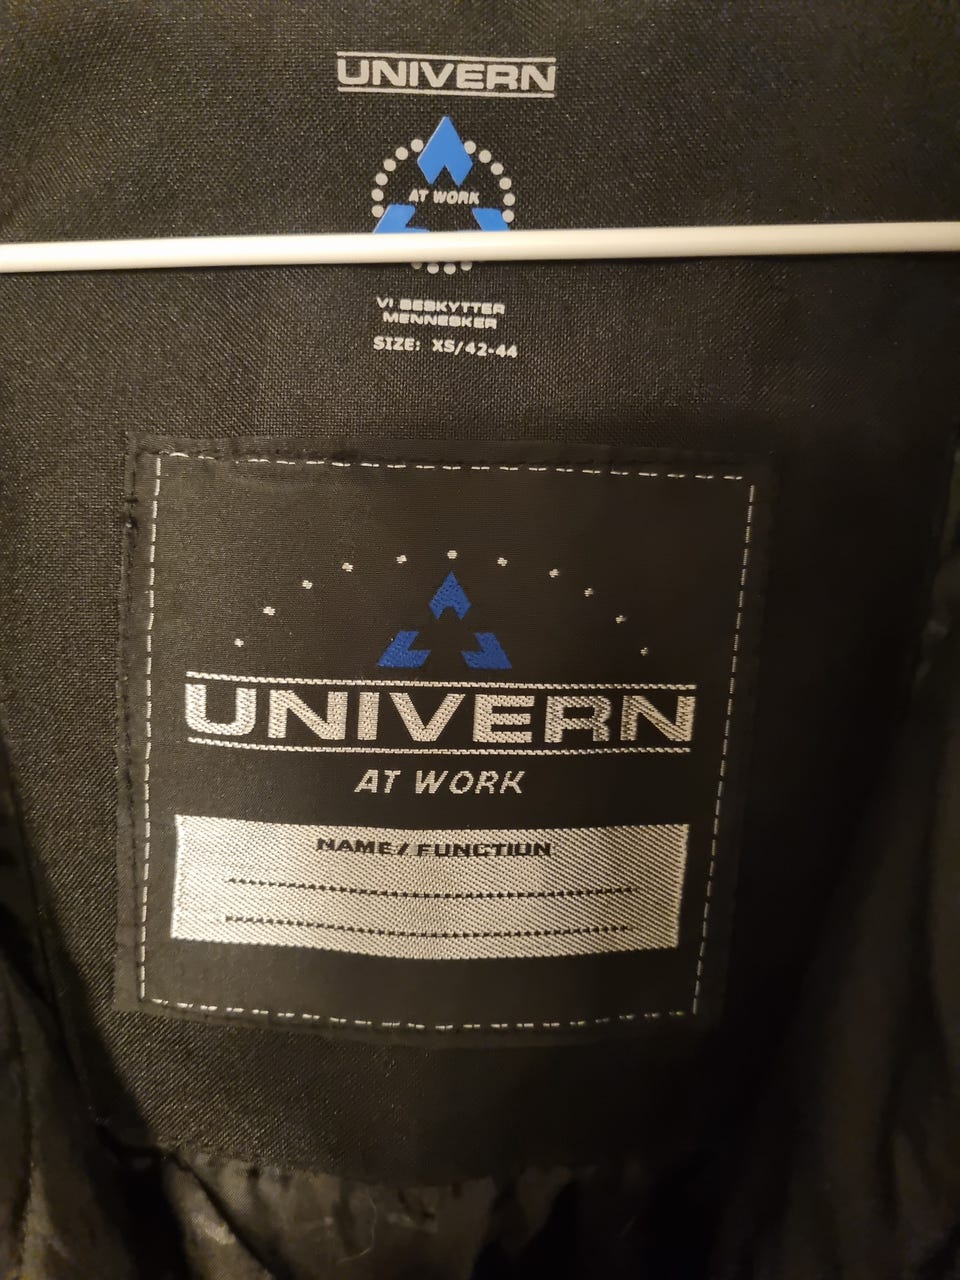 UNIVERN
AT WORK
VI BESKYTTER
MENNESKER
SIZE: XS/42-44
UNIVERN
AT WORK
NAME/FUNCTION